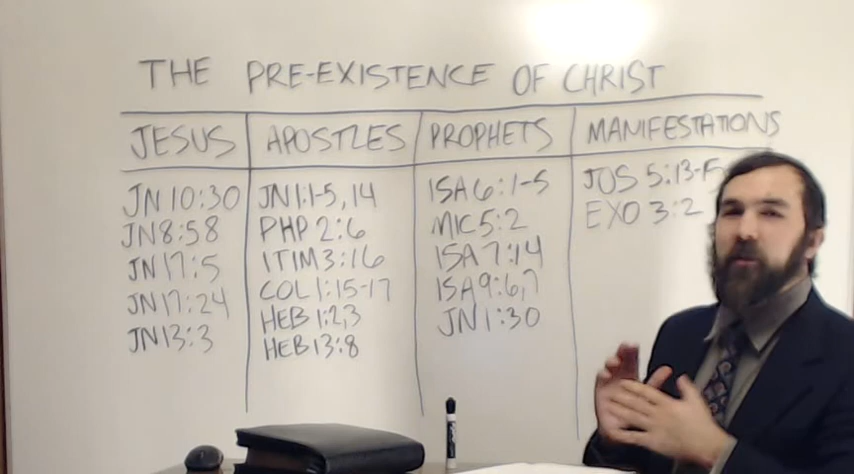 THE PRE-EXISTENCE OF CHRIST
JESUS
JN 10:30
JN 8:58
JN 17:5
JN 17:24
JN 13:3
APOSTLES
JN 1:1-5, 14
PHP 2:6
1TIM 3:16
COL 1:15-17
HEB 1:2,3
HEB 13:8
PROPHETS
ISA 6:1-5
MIC 5:2
ISA 7:14
ISA 9:6,7
JN 1:30
MANIFESTATIONS
JOS 5:13-15
EXO 3:2